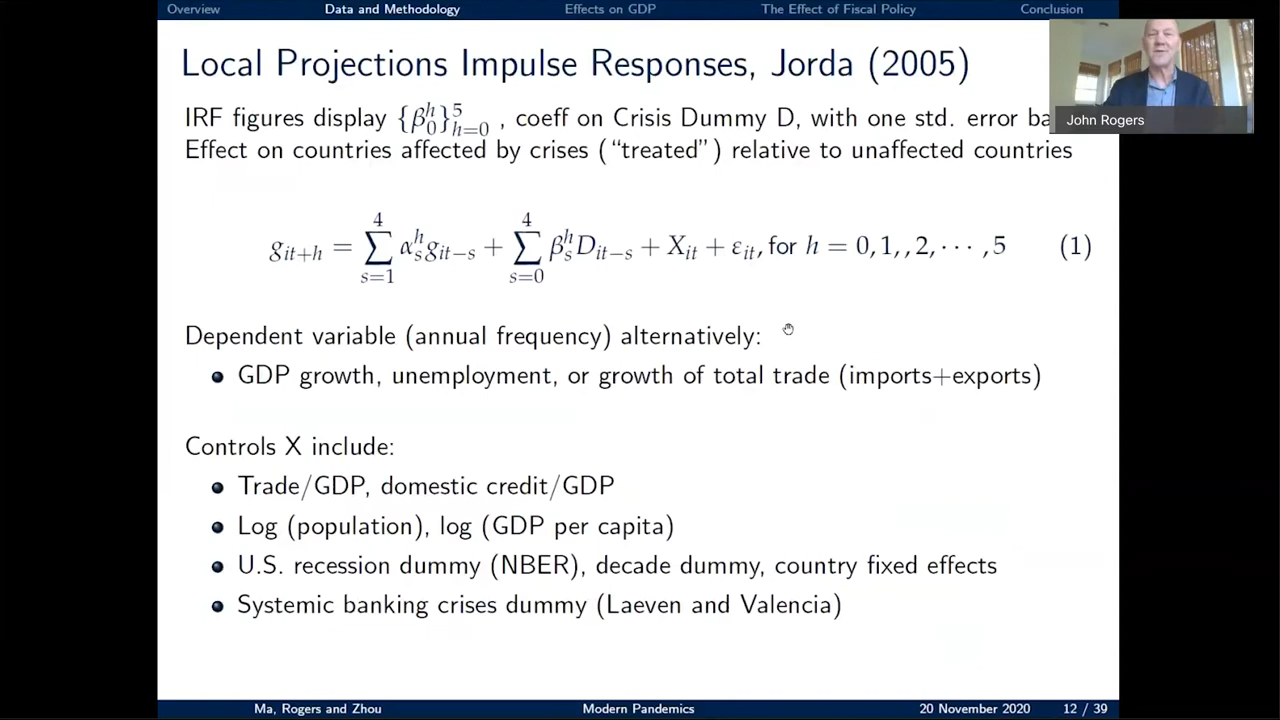 Overview Data and Methodology Effects on GDP The Effect of Fiscal Policy Conclusion
Local Projections Impulse Responses, Jorda (2005)
John Rogers
IRF figures display {β_0^h}_{h=0}^5 , coeff on Crisis Dummy D, with one std. error
Effect on countries affected by crises (“treated”) relative to unaffected countries
g_{it+h} = ∑_{s=1}^4 α_s^h g_{it−s} + ∑_{s=0}^4 β_s^h D_{it−s} + X_{it} + ε_{it}, for h = 0, 1, , 2, ··· , 5 (1)
Dependent variable (annual frequency) alternatively:
● GDP growth, unemployment, or growth of total trade (imports+exports)
Controls X include:
● Trade/GDP, domestic credit/GDP
● Log (population), log (GDP per capita)
● U.S. recession dummy (NBER), decade dummy, country fixed effects
● Systemic banking crises dummy (Laeven and Valencia)
Ma, Rogers and Zhou Modern Pandemics 20 November 2020 12 / 39